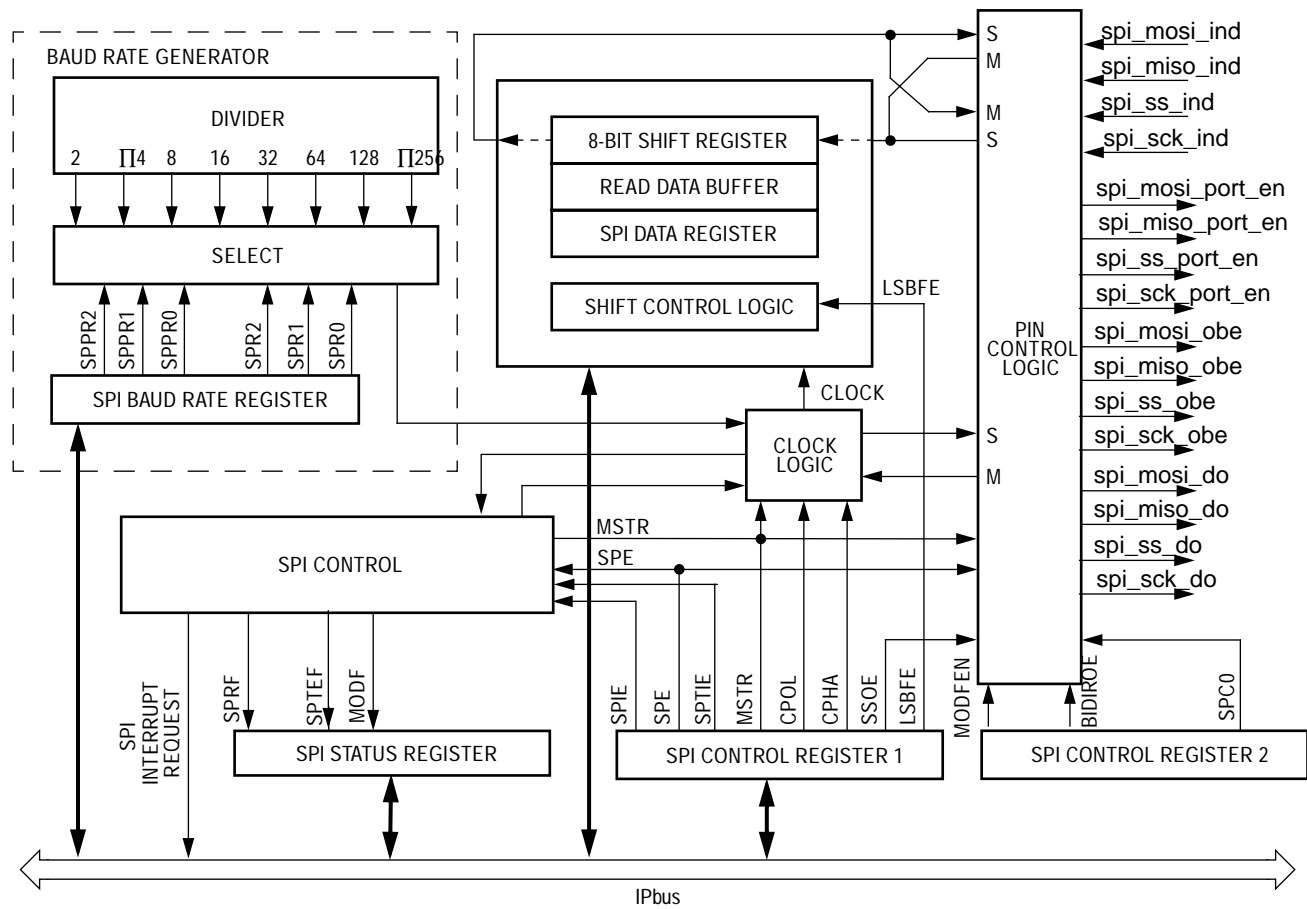 BAUD RATE GENERATOR
DIVIDER
2 ∏4 8 16 32 64 128 ∏256
SELECT
SPPR2
SPPR1
SPPR0
SPR2
SPR1
SPR0
SPI BAUD RATE REGISTER
8-BIT SHIFT REGISTER
READ DATA BUFFER
SPI DATA REGISTER
SHIFT CONTROL LOGIC
LSBFE
CLOCK
CLOCK
LOGIC
S
M
M
S
PIN
CONTROL
LOGIC
S
M
spi_mosi_ind
spi_miso_ind
spi_ss_ind
spi_sck_ind
spi_mosi_port_en
spi_miso_port_en
spi_ss_port_en
spi_sck_port_en
spi_mosi_obe
spi_miso_obe
spi_ss_obe
spi_sck_obe
spi_mosi_do
spi_miso_do
spi_ss_do
spi_sck_do
SPI CONTROL
MSTR
SPE
SPI
INTERRUPT
REQUEST
SPRF
SPTEF
MODF
SPI STATUS REGISTER
SPIE
SPE
SPTIE
MSTR
CPOL
CPHA
SSOE
LSBFE
SPI CONTROL REGISTER 1
MODFEN
BIDIROE
SPC0
SPI CONTROL REGISTER 2
IPbus